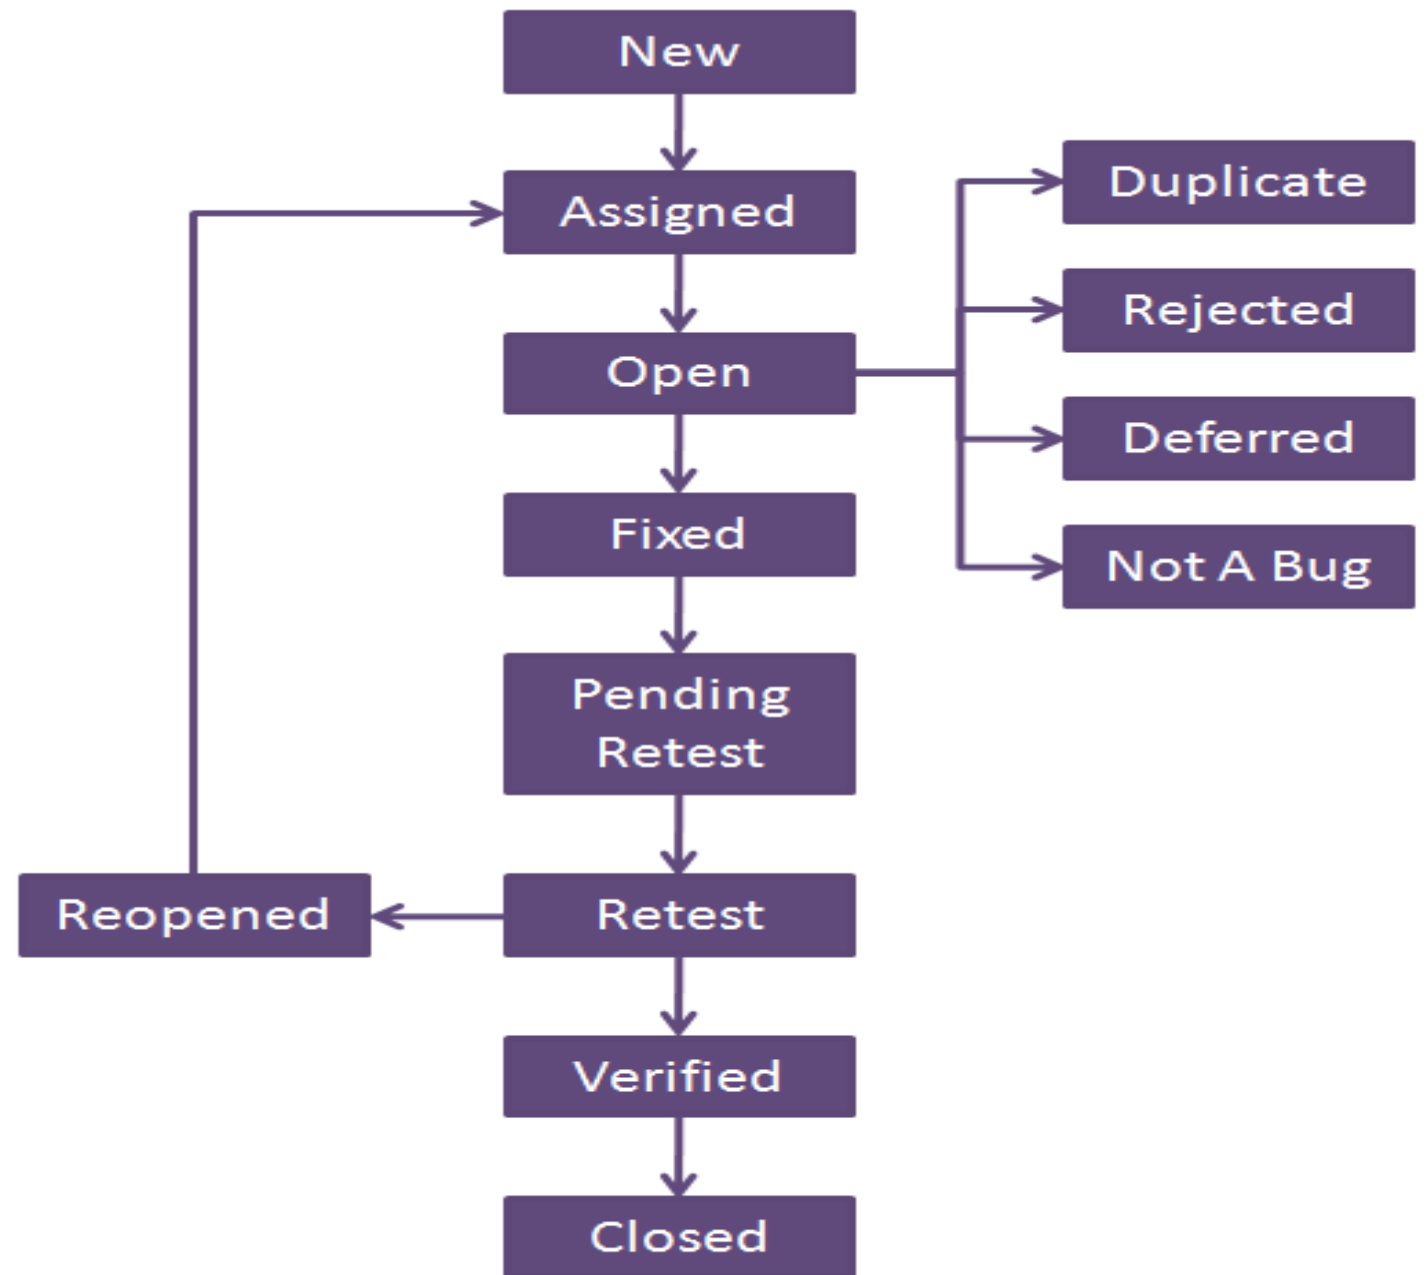 New
Assigned
Duplicate
Rejected
Open
Deferred
Fixed
Not A Bug
Pending
Retest
Reopened
Retest
Verified
Closed